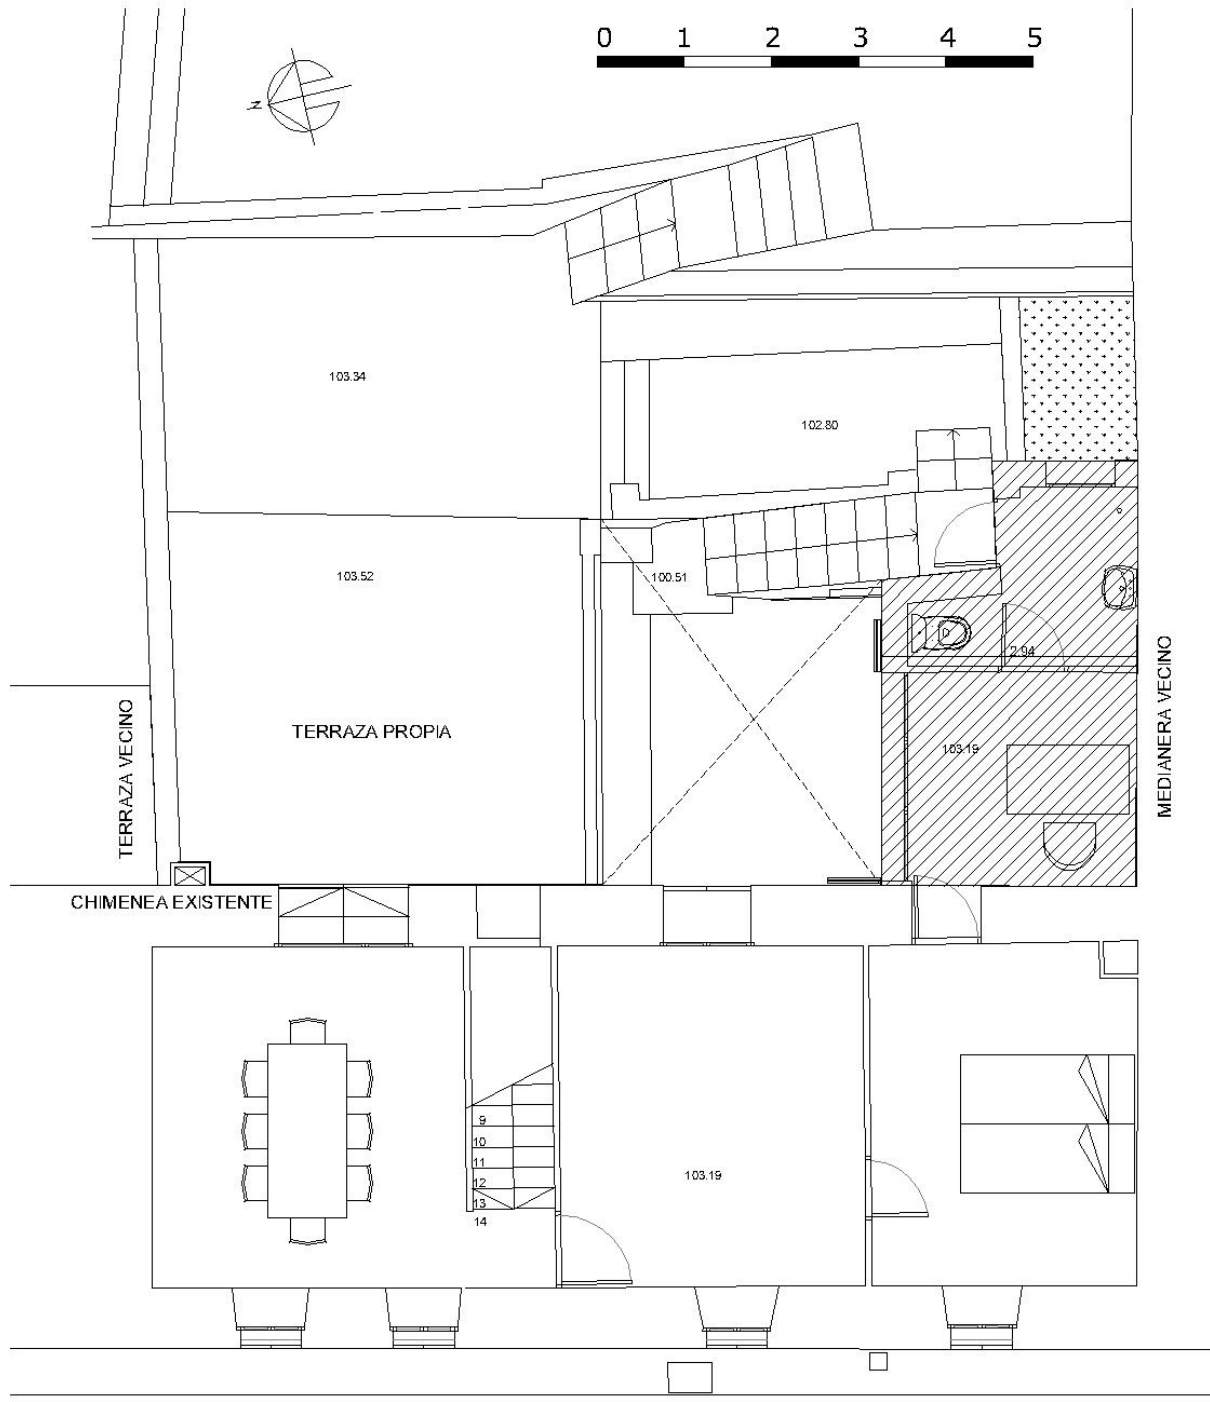 0 1 2 3 4 5
N
103.34
102.80
103.52
100.51
2.94
TERRAZA PROPIA
103.19
TERRAZA VECINO
MEDIANERA VECINO
CHIMENEA EXISTENTE
9
10
11
12
13
14
103.19